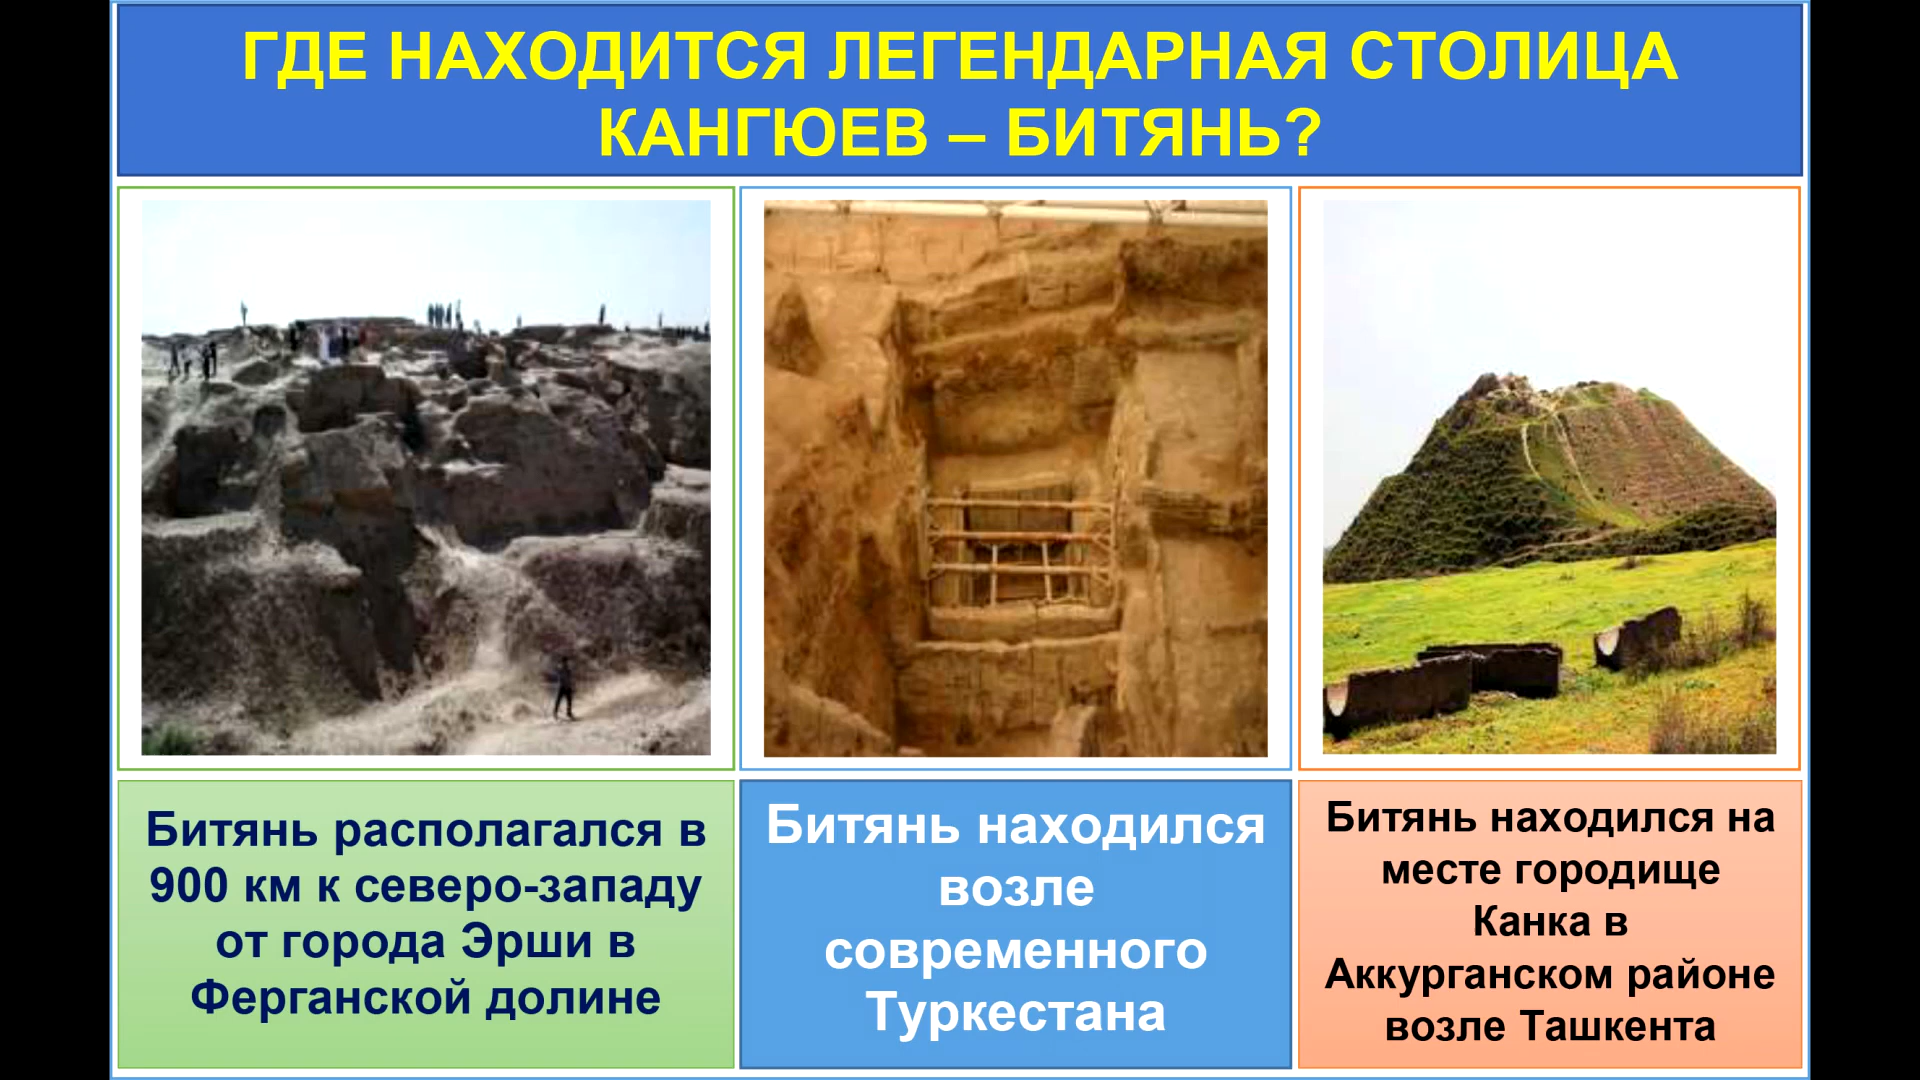 ГДЕ НАХОДИТСЯ ЛЕГЕНДАРНАЯ СТОЛИЦА
КАНГЮЕВ – БИТЯНЬ?
Битянь располагался в
900 км к северо-западу
от города Эрши в
Ферганской долине
Битянь находился
возле
современного
Туркестана
Битянь находился на
месте городище
Канка в
Аккурганском районе
возле Ташкента